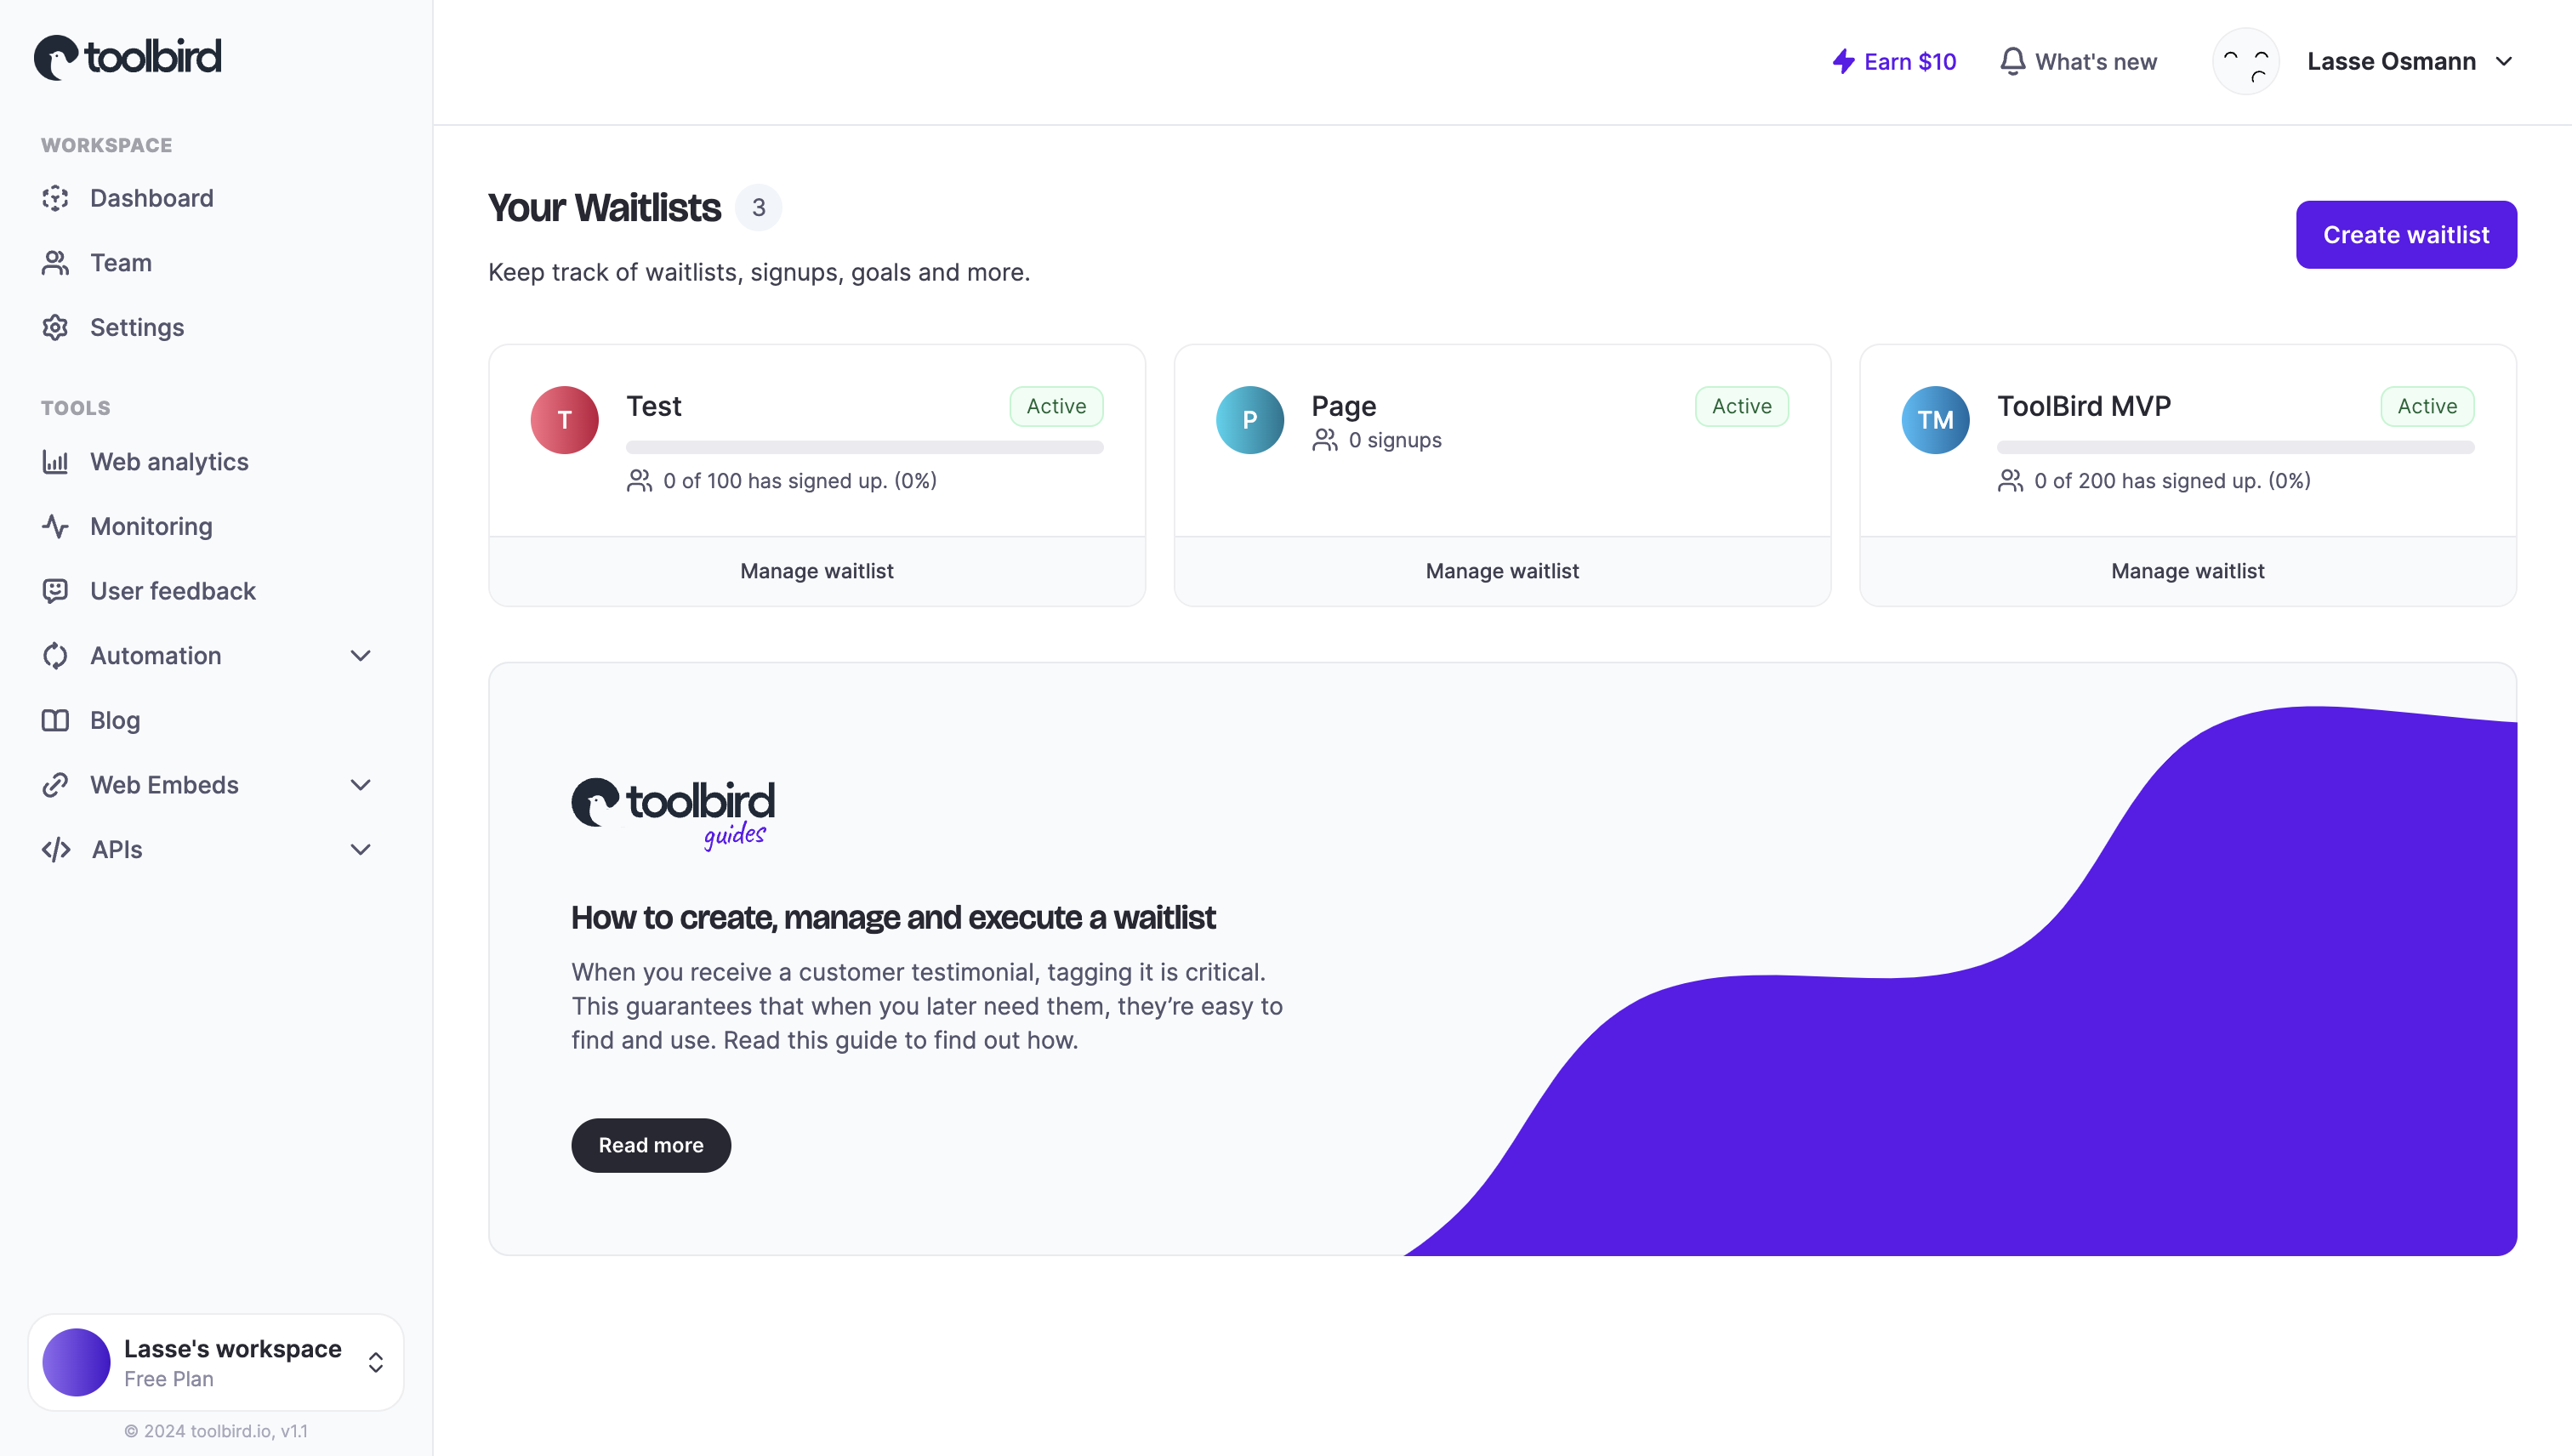 toolbird
Earn $10
What's new
Lasse Osmann
WORKSPACE
Dashboard
Team
Settings
TOOLS
Web analytics
Monitoring
User feedback
Automation
Blog
Web Embeds
APIs
Lasse's workspace
Free Plan
© 2024 toolbird.io, v1.1
Your Waitlists 3
Keep track of waitlists, signups, goals and more.
Create waitlist
T
Test
Active
0 of 100 has signed up. (0%)
Manage waitlist
P
Page
Active
0 signups
Manage waitlist
TM
ToolBird MVP
Active
0 of 200 has signed up. (0%)
Manage waitlist
toolbird
guides
How to create, manage and execute a waitlist
When you receive a customer testimonial, tagging it is critical.
This guarantees that when you later need them, they’re easy to
find and use. Read this guide to find out how.
Read more